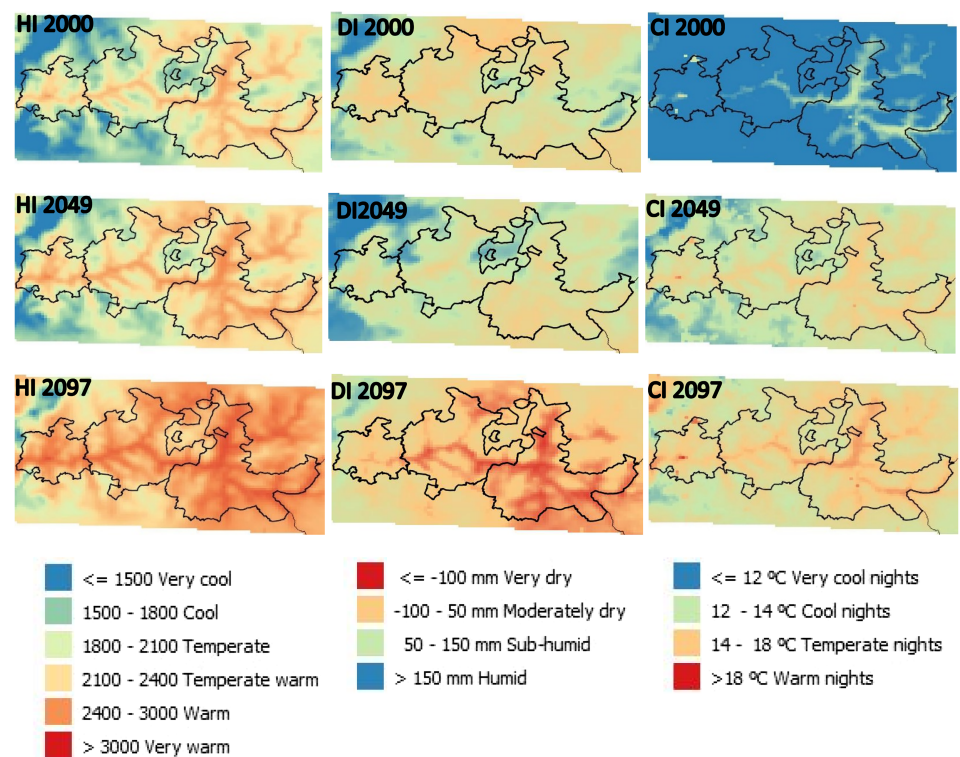 HI 2000
DI 2000
CI 2000
HI 2049
DI2049
CI 2049
HI 2097
DI 2097
CI 2097
<= 1500 Very cool
1500 - 1800 Cool
1800 - 2100 Temperate
2100 - 2400 Temperate warm
2400 - 3000 Warm
> 3000 Very warm
<= -100 mm Very dry
-100 - 50 mm Moderately dry
50 - 150 mm Sub-humid
> 150 mm Humid
<= 12 ºC Very cool nights
12 - 14 ºC Cool nights
14 - 18 ºC Temperate nights
>18 ºC Warm nights